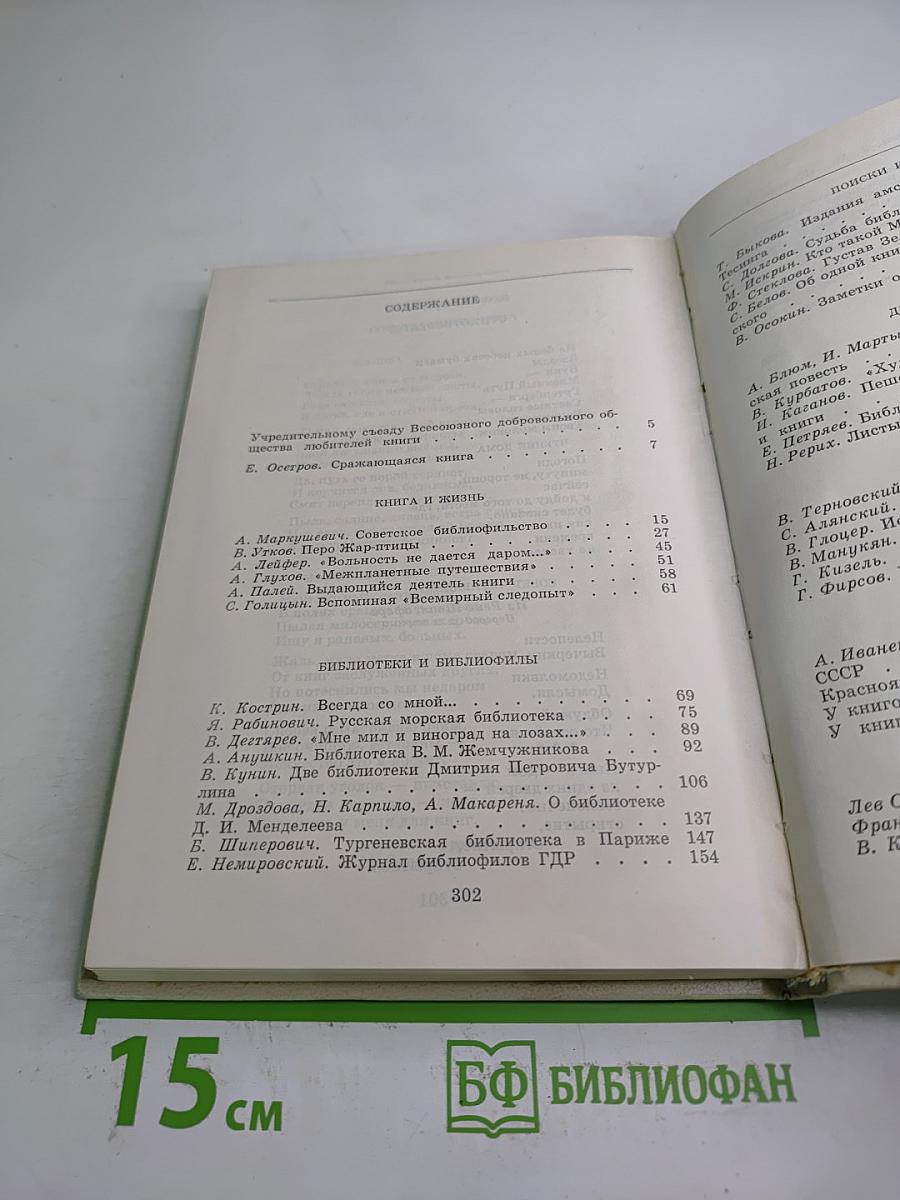 СОДЕРЖАНИЕ
Учредительному съезду Всесоюзного добровольного об-
щества любителей книги . . . . . . . . . . 5
Е. Осетров. Сражающаяся книга . . . . . . . . 7
КНИГА И ЖИЗНЬ
А. Маркушевич. Советское библиофильство . . . . 15
В. Утков. Перо Жар-птицы . . . . . . . . . 27
А. Лейфер. «Вольность не дается даром...» . . . . 45
А. Глухов. «Межпланетные путешествия» . . . . . 51
А. Палей. Выдающийся деятель книги . . . . . . 58
С. Голицын. Вспоминая «Всемирный следопыт» . . . 61
БИБЛИОТЕКИ И БИБЛИОФИЛЫ
К. Кострин. Всегда со мной... . . . . . . . . . 69
Я. Рабинович. Русская морская библиотека . . . . 75
В. Дегтярев. «Мне мил и виноград на лозах...» . . . 89
А. Анушкин. Библиотека В. М. Жемчужникова . . . 92
В. Кунин. Две библиотеки Дмитрия Петровича Бутур-
лина . . . . . . . . . . . . . . . . 106
М. Дроздова, Н. Карпило, А. Макареня. О библиотеке
Д. И. Менделеева . . . . . . . . . . . . 137
Б. Шиперович. Тургеневская библиотека в Париже 147
Е. Немировский. Журнал библиофилов ГДР . . . . 154
302
ПОИСКИ И
Т. Быкова. Издания амс
Тесинга . . . . .
С. Долгова. Судьба библ
М. Искрин. Кто такой М
Ф. Стеклова. Густав Зе
С. Белов. Об одной кни
ского . . . . .
В. Осокин. Заметки о
А. Блюм, И. Марты
ская повесть . .
В. Курбатов. «Ху
И. Каганов. Пеш
и книги . . .
Е. Петряев. Библ
Н. Рерих. Листы
В. Терновский
С. Алянский.
В. Глоцер. Ис
В. Манукян.
Г. Кизель.
Г. Фирсов.
А. Иване
СССР .
Краснояр
У книго
У книг
Лев О
Фран
В. К
15 см
БФ БИБЛИОФАН